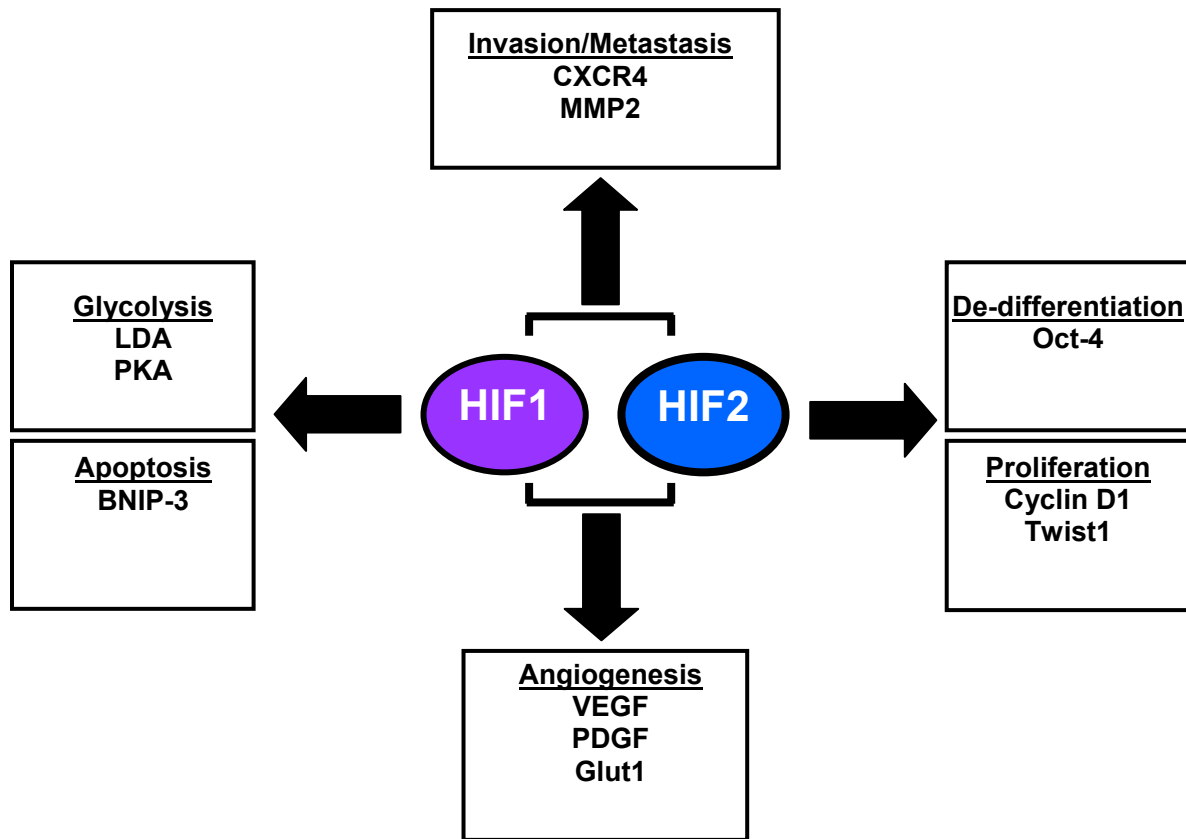 Invasion/Metastasis
CXCR4
MMP2
Glycolysis
LDA
PKA
Apoptosis
BNIP-3
HIF1
HIF2
De-differentiation
Oct-4
Proliferation
Cyclin D1
Twist1
Angiogenesis
VEGF
PDGF
Glut1